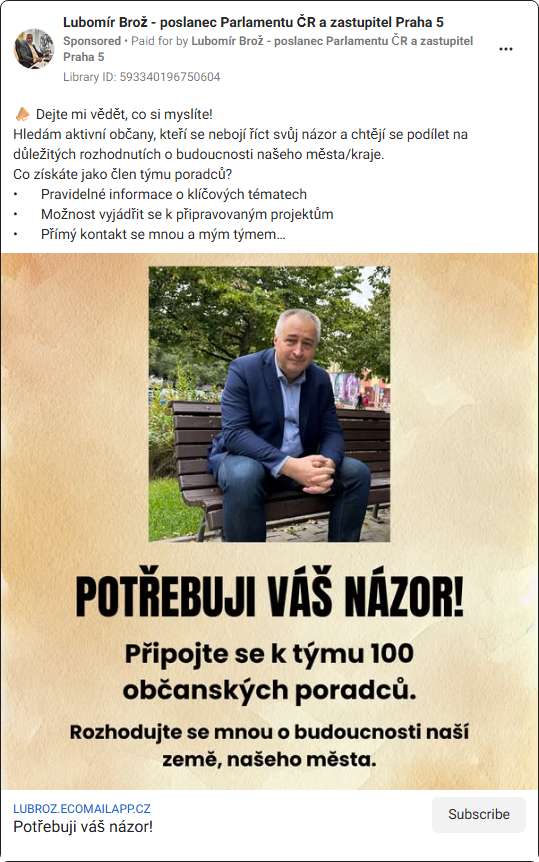 Lubomír Brož - poslanec Parlamentu ČR a zastupitel Praha 5
Sponsored • Paid for by Lubomír Brož - poslanec Parlamentu ČR a zastupitel
Praha 5
Library ID: 593340196750604
📣 Dejte mi vědět, co si myslíte!
Hledám aktivní občany, kteří se nebojí říct svůj názor a chtějí se podílet na
důležitých rozhodnutích o budoucnosti našeho města/kraje.
Co získáte jako člen týmu poradců?
• Pravidelné informace o klíčových tématech
• Možnost vyjádřit se k připravovaným projektům
• Přímý kontakt se mnou a mým týmem…
POTŘEBUJI VÁŠ NÁZOR!
Připojte se k týmu 100
občanských poradců.
Rozhodujte se mnou o budoucnosti naší
země, našeho města.
LUBROZ.ECOMAILAPP.CZ
Potřebuji váš názor!
Subscribe